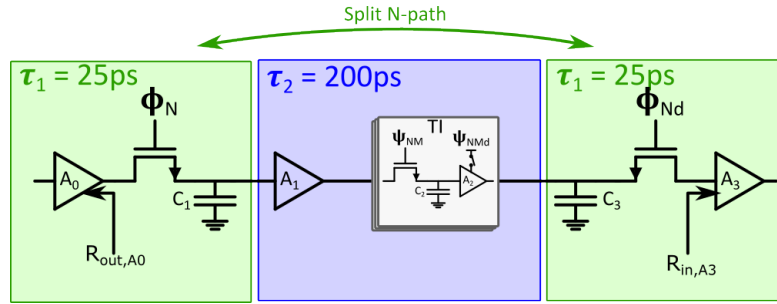 Split N-path
τ1 = 25ps
τ2 = 200ps
τ1 = 25ps
ΦN
TI
ΨNM
ΨNMd
ΦNd
A0
C1
A1
C2
A2
C3
A3
Rout,A0
Rin,A3